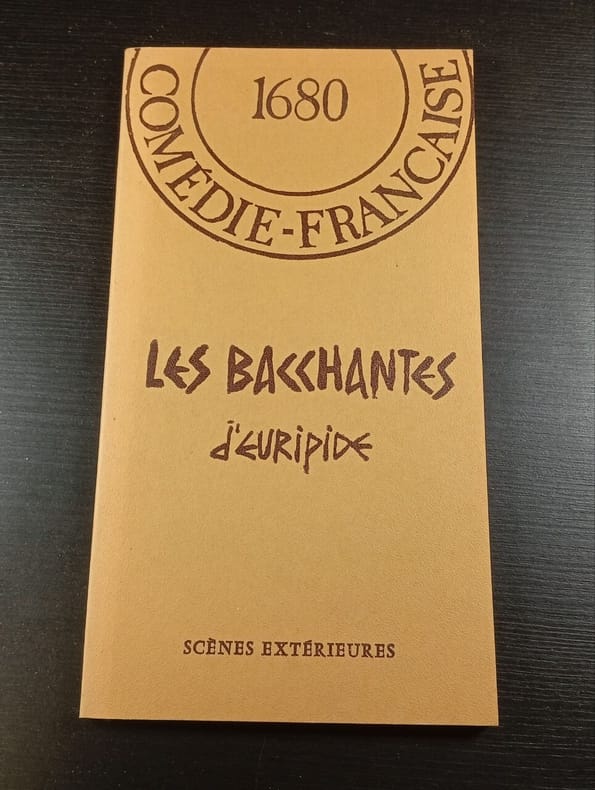 1680
COMÉDIE-FRANÇAISE
LES BACCHANTES
d'EURIPIDE
SCÈNES EXTÉRIEURES